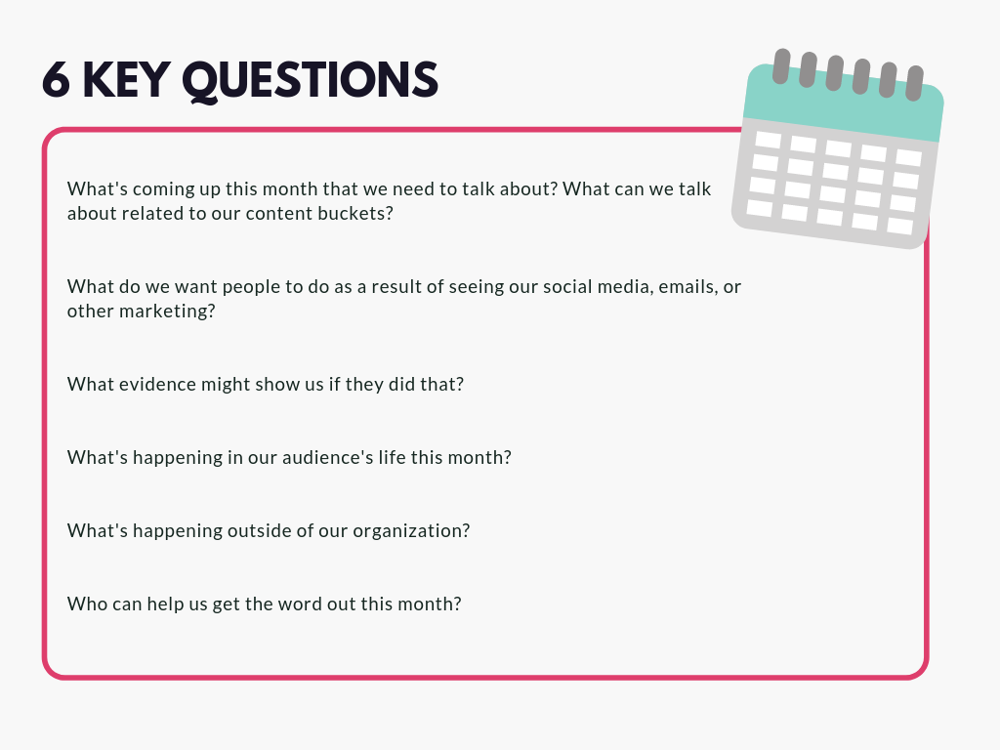 6 KEY QUESTIONS
What's coming up this month that we need to talk about? What can we talk
about related to our content buckets?
What do we want people to do as a result of seeing our social media, emails, or
other marketing?
What evidence might show us if they did that?
What's happening in our audience's life this month?
What's happening outside of our organization?
Who can help us get the word out this month?